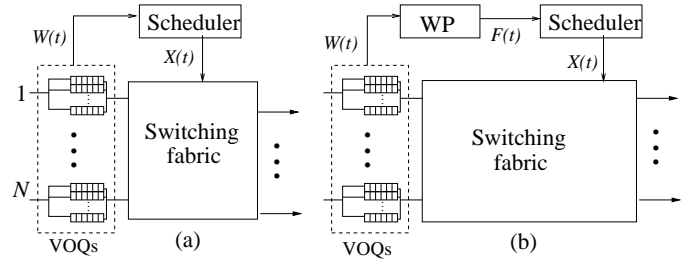 W(t)
Scheduler
X(t)
1
Switching
fabric
N
VOQs
(a)
W(t)
WP
F(t)
Scheduler
X(t)
Switching
fabric
VOQs
(b)